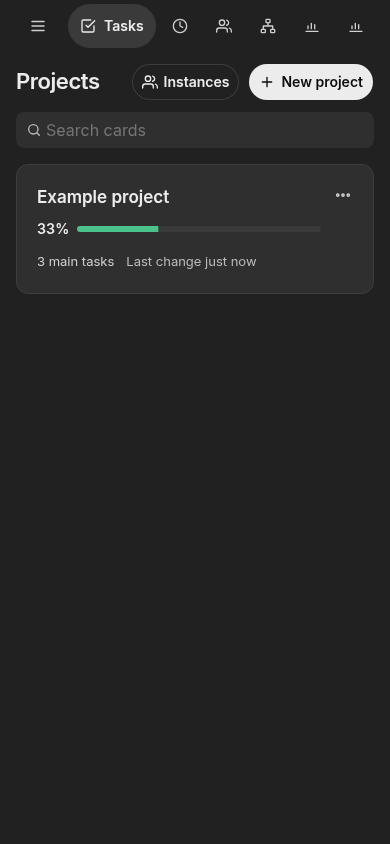 Tasks
Projects
Instances
New project
Search cards
Example project
33%
3 main tasks Last change just now